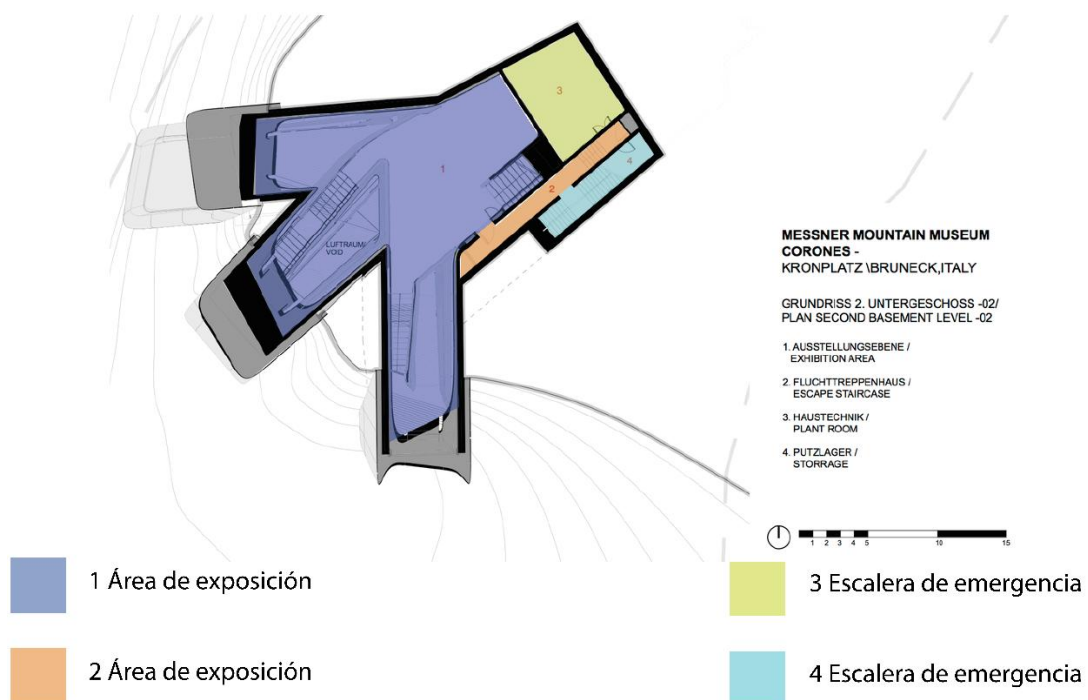 1
2
3
4
LUFTRAUM/
VOID
MESSNER MOUNTAIN MUSEUM
CORONES -
KRONPLATZ \BRUNECK,ITALY
GRUNDRISS 2. UNTERGESCHOSS -02/
PLAN SECOND BASEMENT LEVEL -02
1. AUSSTELLUNGSEBENE /
EXHIBITION AREA
2. FLUCHTTREPPENHAUS /
ESCAPE STAIRCASE
3. HAUSTECHNIK /
PLANT ROOM
4. PUTZLAGER /
STORRAGE
1 2 3 4 5 10 15
1 Área de exposición
2 Área de exposición
3 Escalera de emergencia
4 Escalera de emergencia